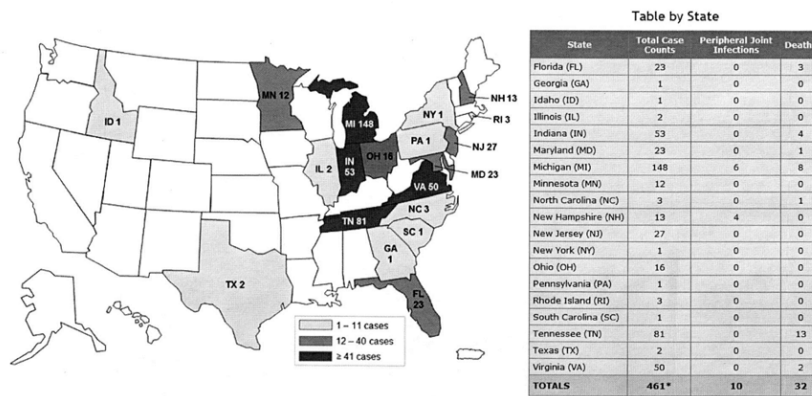 Table by State
State Total Case Counts Peripheral Joint Infections Death
Florida (FL) 23 0 3
Georgia (GA) 1 0 0
Idaho (ID) 1 0 0
Illinois (IL) 2 0 0
Indiana (IN) 53 0 4
Maryland (MD) 23 0 1
Michigan (MI) 148 6 8
Minnesota (MN) 12 0 0
North Carolina (NC) 3 0 1
New Hampshire (NH) 13 4 0
New Jersey (NJ) 27 0 0
New York (NY) 1 0 0
Ohio (OH) 16 0 0
Pennsylvania (PA) 1 0 0
Rhode Island (RI) 3 0 0
South Carolina (SC) 1 0 0
Tennessee (TN) 81 0 13
Texas (TX) 2 0 0
Virginia (VA) 50 0 2
TOTALS 461* 10 32
MN 12
ID 1
NH 13
NY 1
RI 3
MI 148
PA 1
NJ 27
OH 16
IL 2
IN
53
MD 23
VA 50
NC 3
TN 81
SC 1
GA
1
TX 2
FL
23
1 – 11 cases
12 – 40 cases
≥ 41 cases